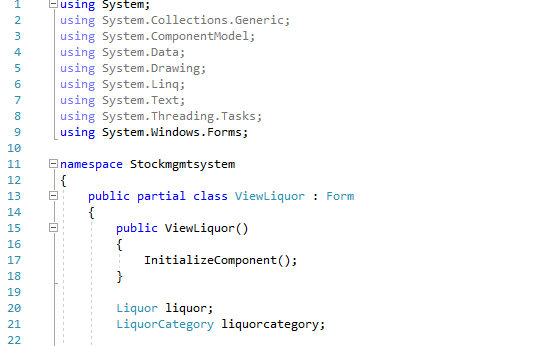 1 using System;
2 using System.Collections.Generic;
3 using System.ComponentModel;
4 using System.Data;
5 using System.Drawing;
6 using System.Linq;
7 using System.Text;
8 using System.Threading.Tasks;
9 using System.Windows.Forms;
10
11 namespace Stockmgmtsystem
12 {
13 public partial class ViewLiquor : Form
14 {
15 public ViewLiquor()
16 {
17 InitializeComponent();
18 }
19
20 Liquor liquor;
21 LiquorCategory liquorcategory;
22